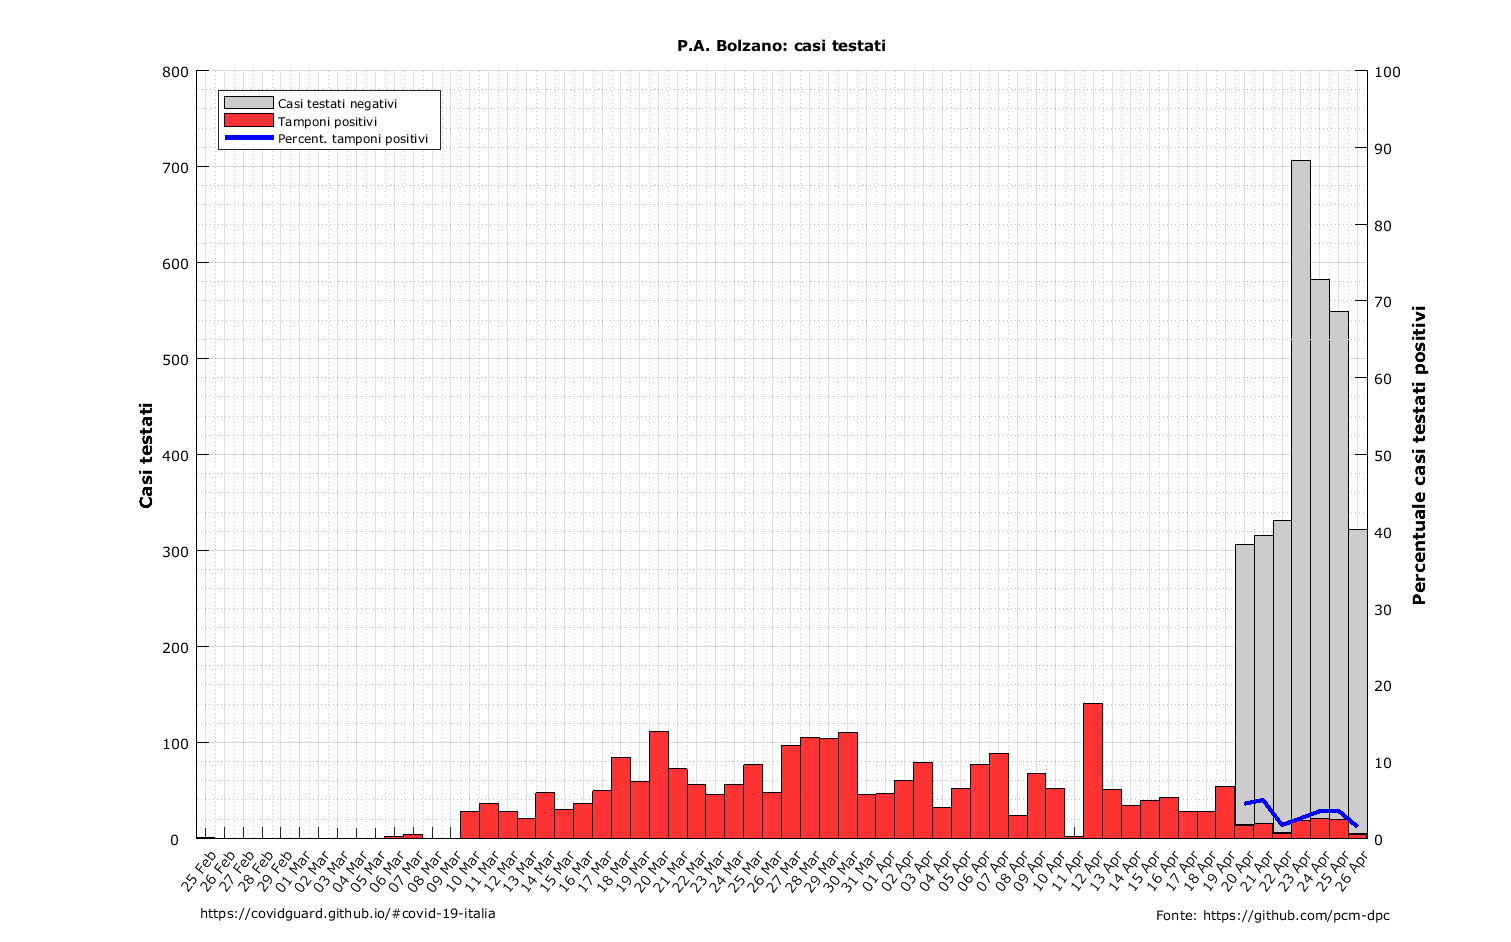 P.A. Bolzano: casi testati
Casi testati negativi
Tamponi positivi
Percent. tamponi positivi
Casi testati
800
700
600
500
400
300
200
100
0
100
90
80
70
60
50
40
30
20
10
0
Percentuale casi testati positivi
25 Feb
26 Feb
27 Feb
28 Feb
29 Feb
01 Mar
02 Mar
03 Mar
04 Mar
05 Mar
06 Mar
07 Mar
08 Mar
09 Mar
10 Mar
11 Mar
12 Mar
13 Mar
14 Mar
15 Mar
16 Mar
17 Mar
18 Mar
19 Mar
20 Mar
21 Mar
22 Mar
23 Mar
24 Mar
25 Mar
26 Mar
27 Mar
28 Mar
29 Mar
30 Mar
31 Mar
01 Apr
02 Apr
03 Apr
04 Apr
05 Apr
06 Apr
07 Apr
08 Apr
09 Apr
10 Apr
11 Apr
12 Apr
13 Apr
14 Apr
15 Apr
16 Apr
17 Apr
18 Apr
19 Apr
20 Apr
21 Apr
22 Apr
23 Apr
24 Apr
25 Apr
26 Apr
https://covidguard.github.io/#covid-19-italia
Fonte: https://github.com/pcm-dpc